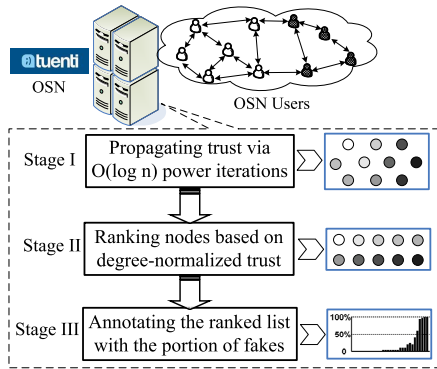 tuenti
OSN
OSN Users
Stage I
Propagating trust via
O(log n) power iterations
Stage II
Ranking nodes based on
degree-normalized trust
Stage III
Annotating the ranked list
with the portion of fakes
100%
50%
0